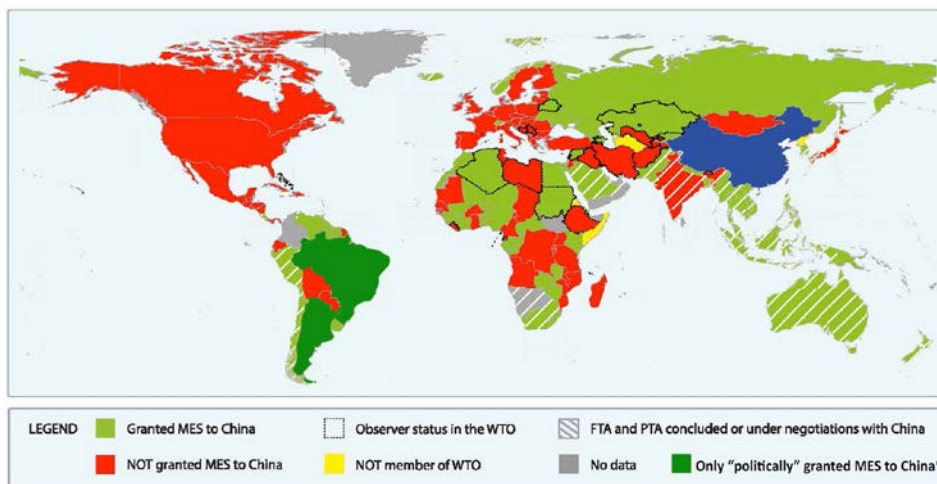 LEGEND
Granted MES to China
Observer status in the WTO
FTA and PTA concluded or under negotiations with China
NOT granted MES to China
NOT member of WTO
No data
Only "politically" granted MES to China"